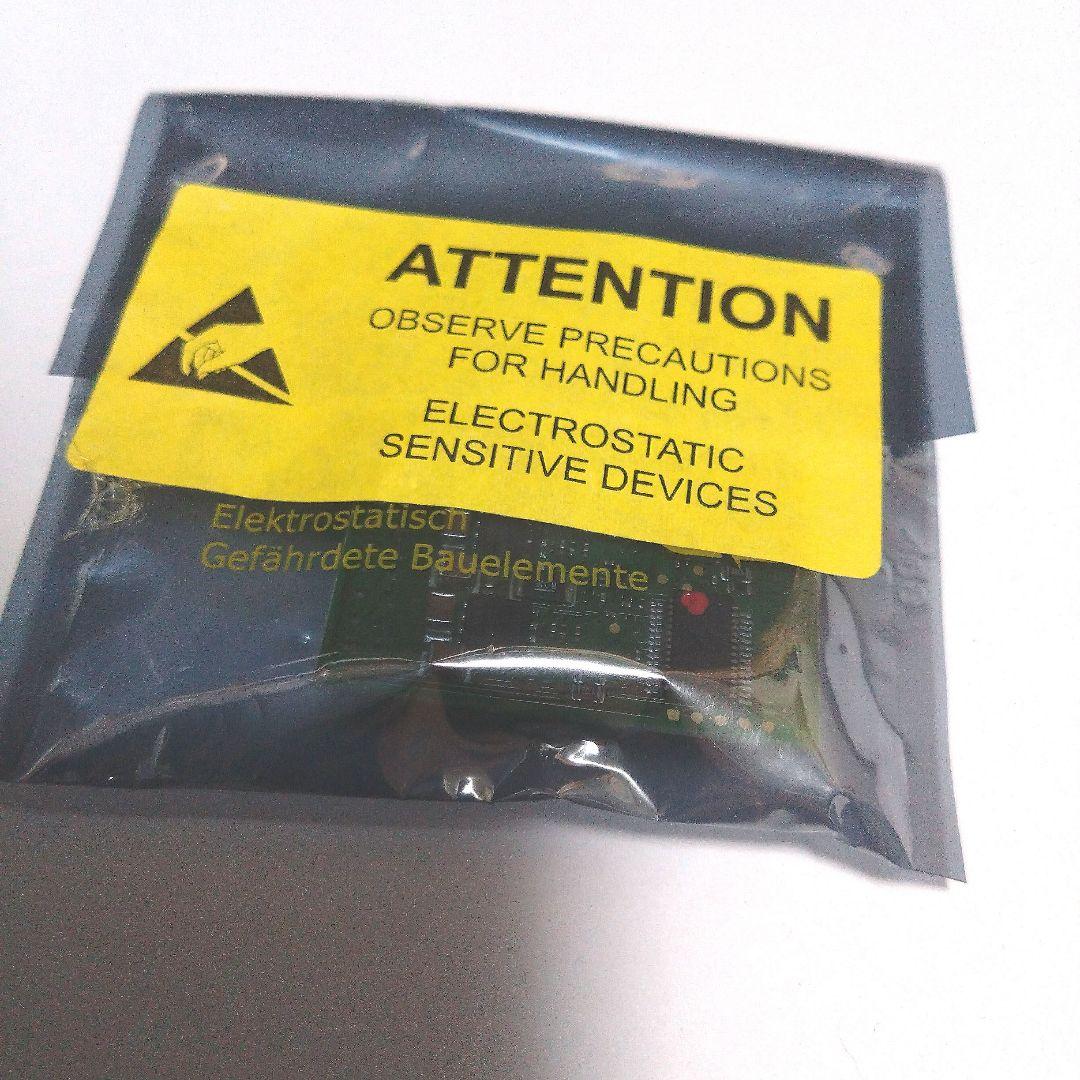 ATTENTION
OBSERVE PRECAUTIONS
FOR HANDLING
ELECTROSTATIC
SENSITIVE DEVICES
Elektrostatisch
Gefährdete Bauelemente